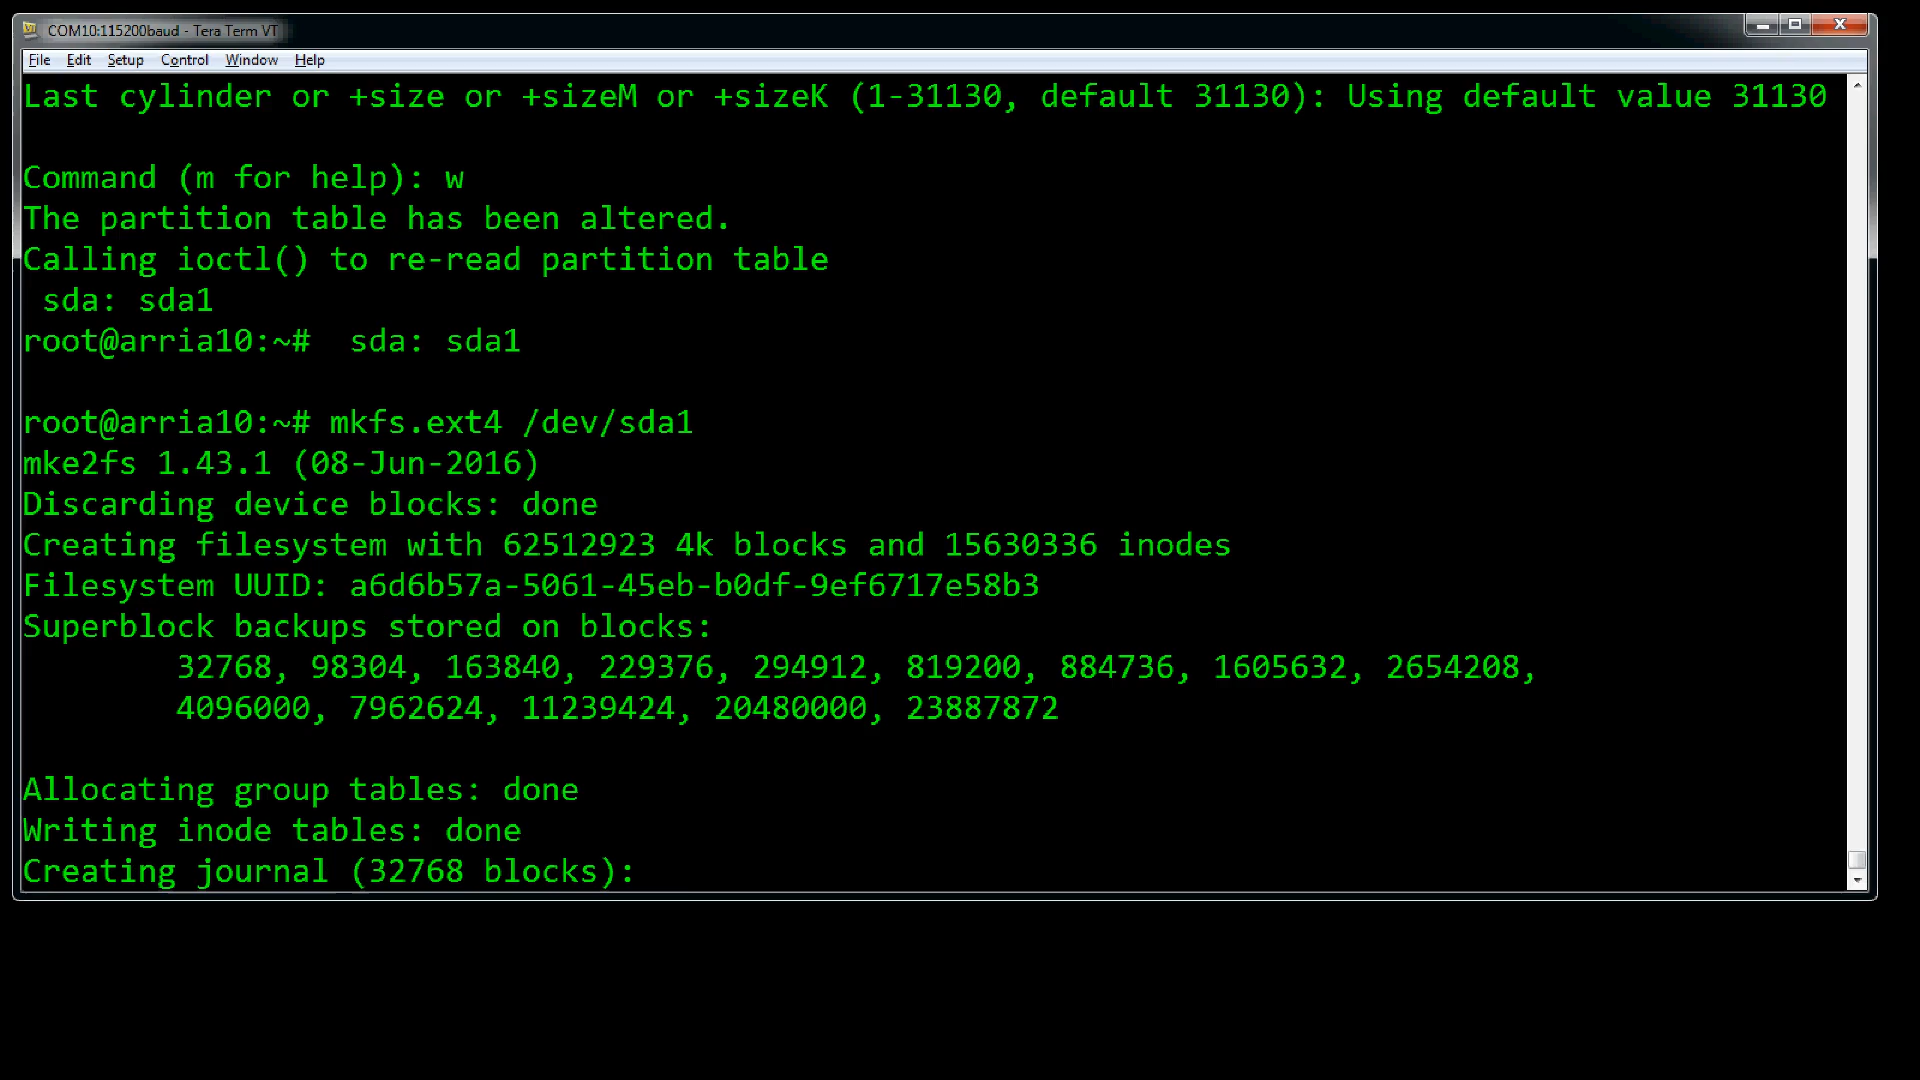 COM10:115200baud - Tera Term VT
File Edit Setup Control Window Help
Last cylinder or +size or +sizeM or +sizeK (1-31130, default 31130): Using default value 31130
Command (m for help): w
The partition table has been altered.
Calling ioctl() to re-read partition table
sda: sda1
root@arria10:~#  sda: sda1
root@arria10:~# mkfs.ext4 /dev/sda1
mke2fs 1.43.1 (08-Jun-2016)
Discarding device blocks: done
Creating filesystem with 62512923 4k blocks and 15630336 inodes
Filesystem UUID: a6d6b57a-5061-45eb-b0df-9ef6717e58b3
Superblock backups stored on blocks:
32768, 98304, 163840, 229376, 294912, 819200, 884736, 1605632, 2654208,
4096000, 7962624, 11239424, 20480000, 23887872
Allocating group tables: done
Writing inode tables: done
Creating journal (32768 blocks):